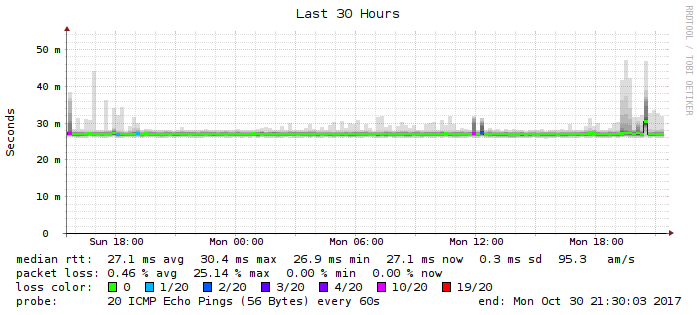 Last 30 Hours
RRDTOOL / TOBI OETIKER
Seconds
50 m
40 m
30 m
20 m
10 m
0
Sun 18:00 Mon 00:00 Mon 06:00 Mon 12:00 Mon 18:00
median rtt: 27.1 ms avg 30.4 ms max 26.9 ms min 27.1 ms now 0.3 ms sd 95.3 am/s
packet loss: 0.46 % avg 25.14 % max 0.00 % min 0.00 % now
loss color: 0 1/20 2/20 3/20 4/20 10/20 19/20
probe: 20 ICMP Echo Pings (56 Bytes) every 60s end: Mon Oct 30 21:30:03 2017